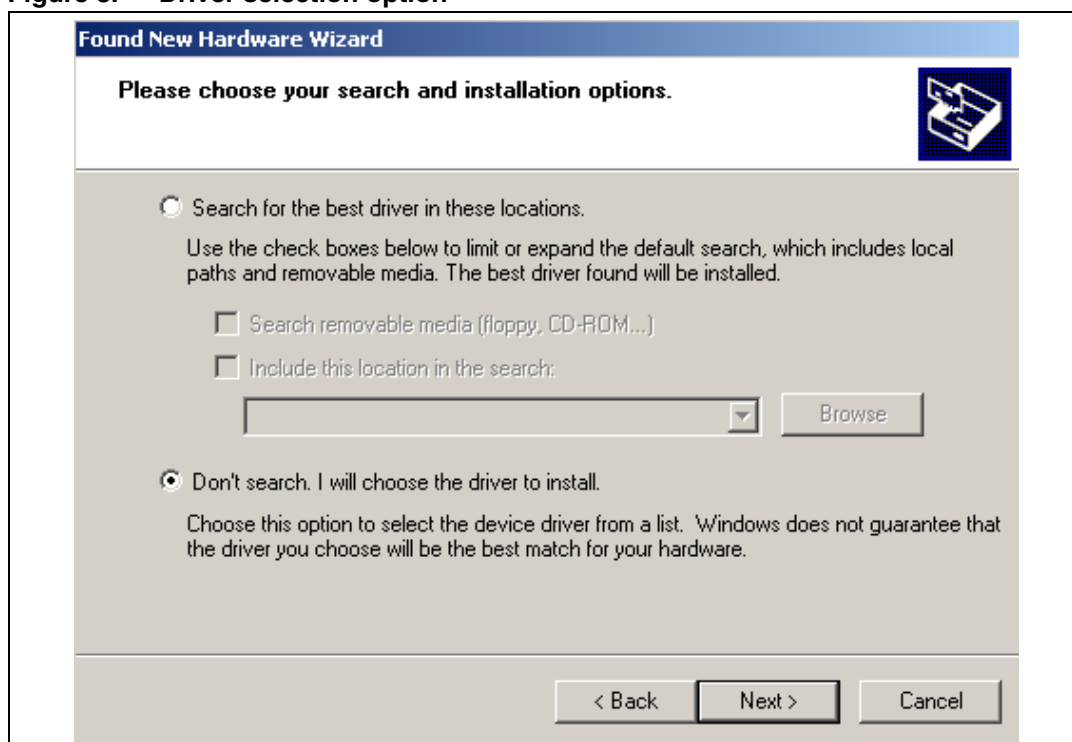 Driver selection option
Found New Hardware Wizard
Please choose your search and installation options.
Search for the best driver in these locations.
Use the check boxes below to limit or expand the default search, which includes local
paths and removable media. The best driver found will be installed.
Search removable media (floppy, CD-ROM...)
Include this location in the search:
Browse
Don't search. I will choose the driver to install.
Choose this option to select the device driver from a list.  Windows does not guarantee that
the driver you choose will be the best match for your hardware.
< Back
Next >
Cancel